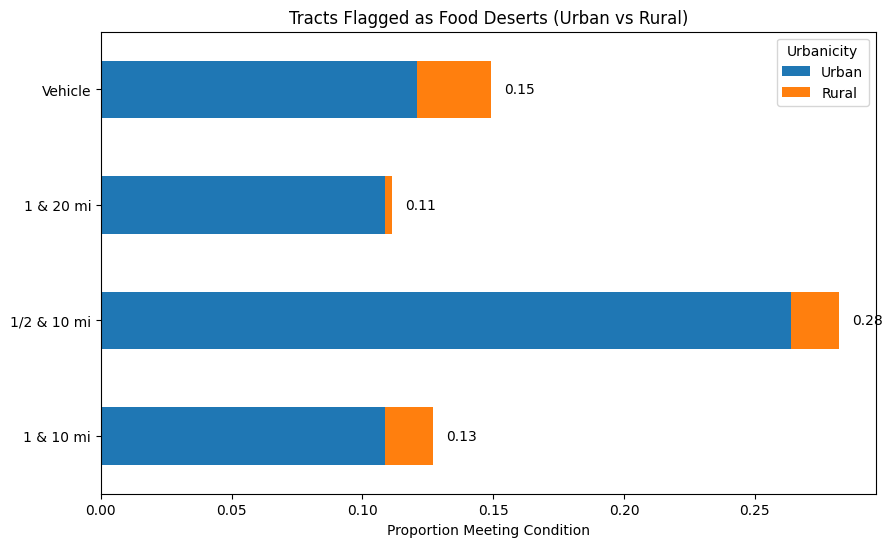 Tracts Flagged as Food Deserts (Urban vs Rural)
Urbanicity
Urban
Rural
Vehicle
0.15
1 & 20 mi
0.11
1/2 & 10 mi
0.28
1 & 10 mi
0.13
0.00 0.05 0.10 0.15 0.20 0.25
Proportion Meeting Condition